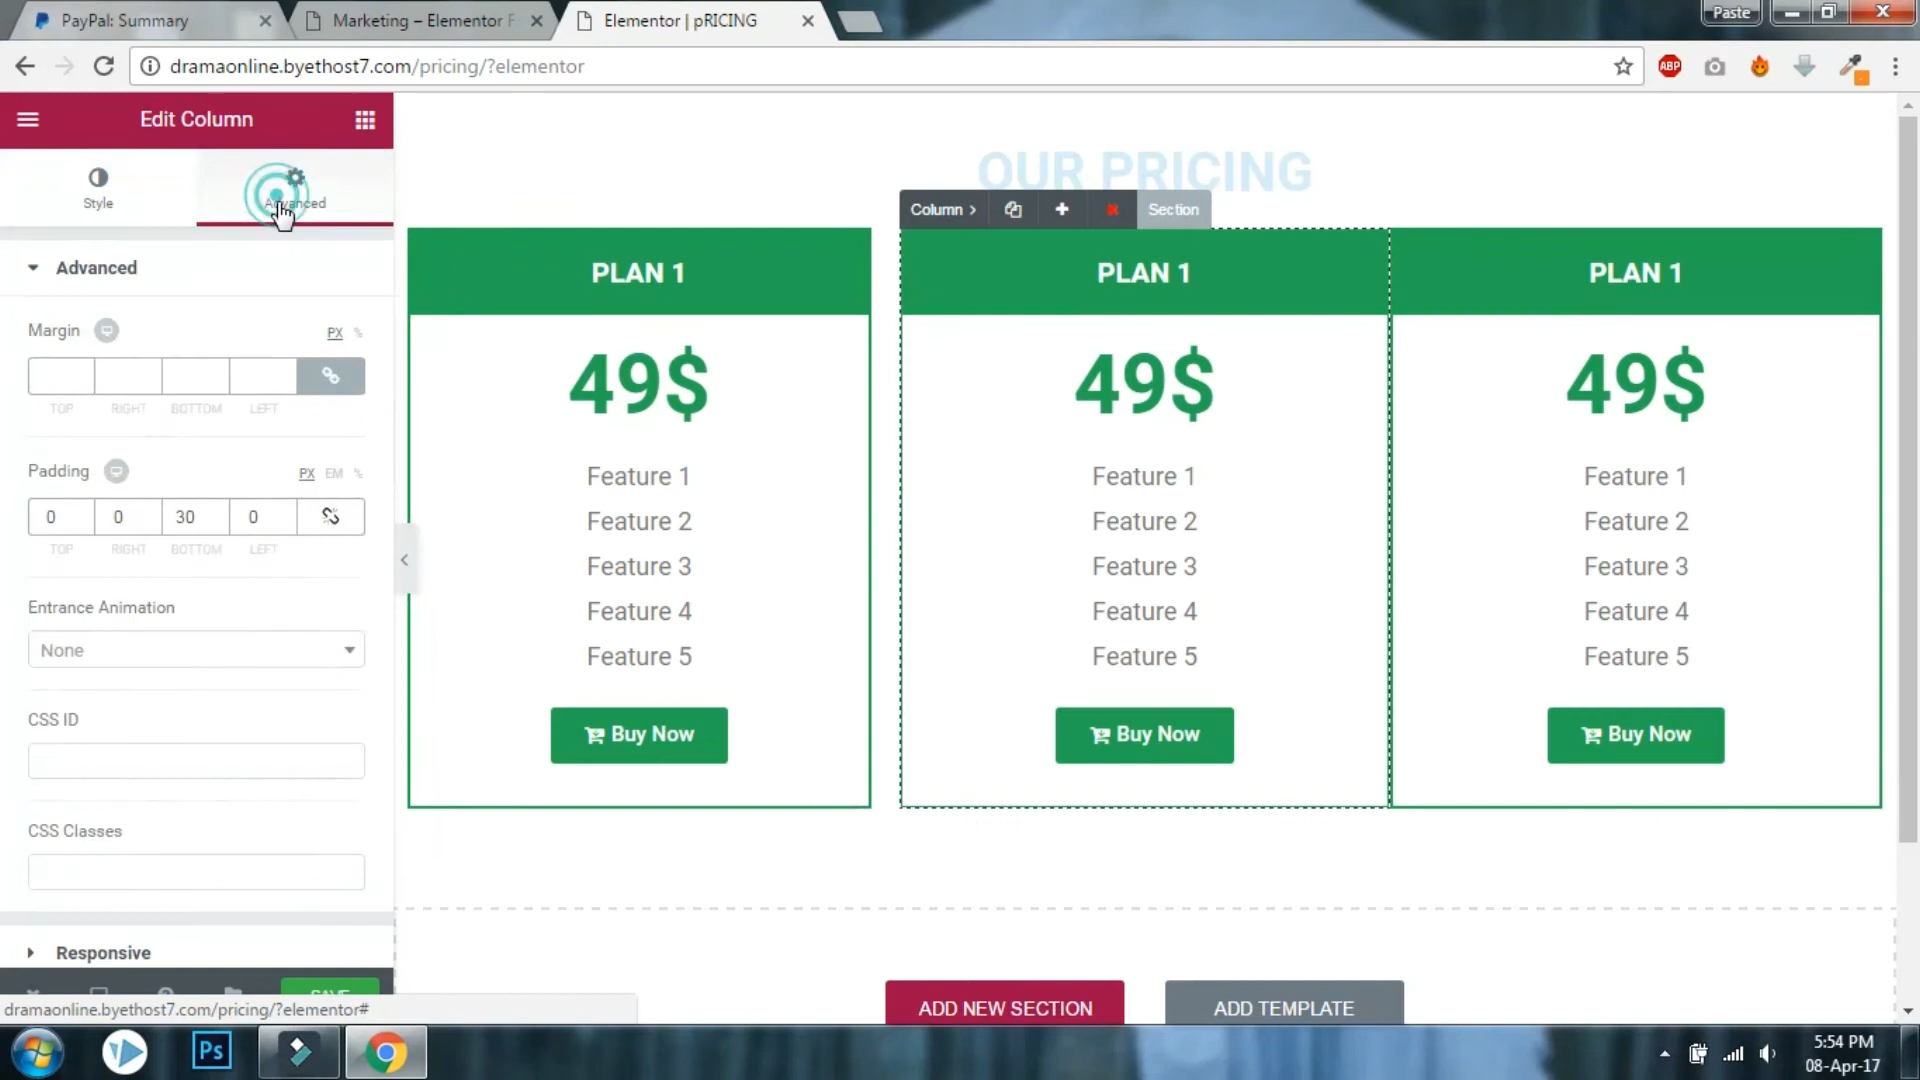 PayPal: Summary
Marketing – Elementor F
Elementor | pRICING
Paste
dramaonline.byethost7.com/pricing/?elementor
ABP
Edit Column
Style
Advanced
Advanced
Margin
PX %
TOP RIGHT BOTTOM LEFT
Padding
PX EM %
0 0 30 0
TOP RIGHT BOTTOM LEFT
Entrance Animation
None
CSS ID
CSS Classes
Responsive
SAVE
dramaonline.byethost7.com/pricing/?elementor#
OUR PRICING
Column >
Section
PLAN 1
49$
Feature 1
Feature 2
Feature 3
Feature 4
Feature 5
Buy Now
PLAN 1
49$
Feature 1
Feature 2
Feature 3
Feature 4
Feature 5
Buy Now
PLAN 1
49$
Feature 1
Feature 2
Feature 3
Feature 4
Feature 5
Buy Now
ADD NEW SECTION
ADD TEMPLATE
Ps
5:54 PM
08-Apr-17